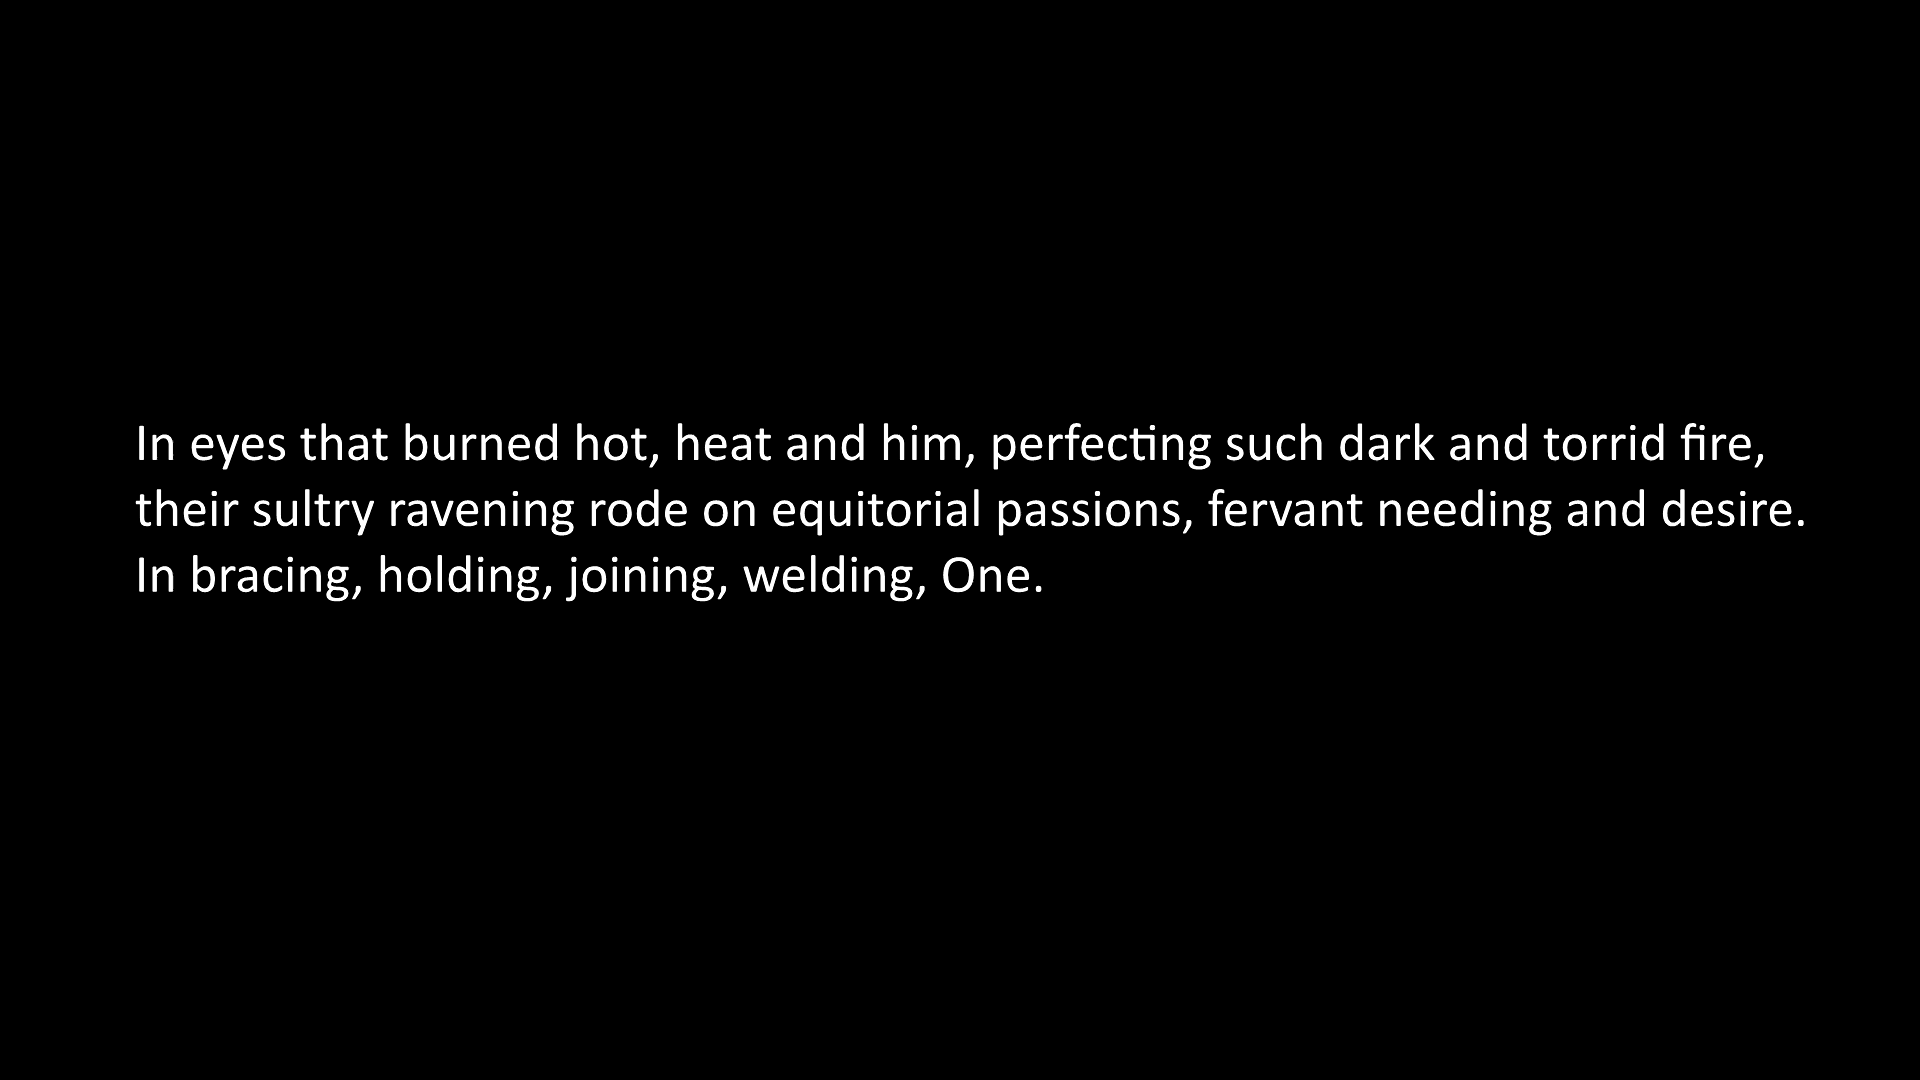 In eyes that burned hot, heat and him, perfecting such dark and torrid fire,
their sultry ravening rode on equitorial passions, fervant needing and desire.
In bracing, holding, joining, welding, One.